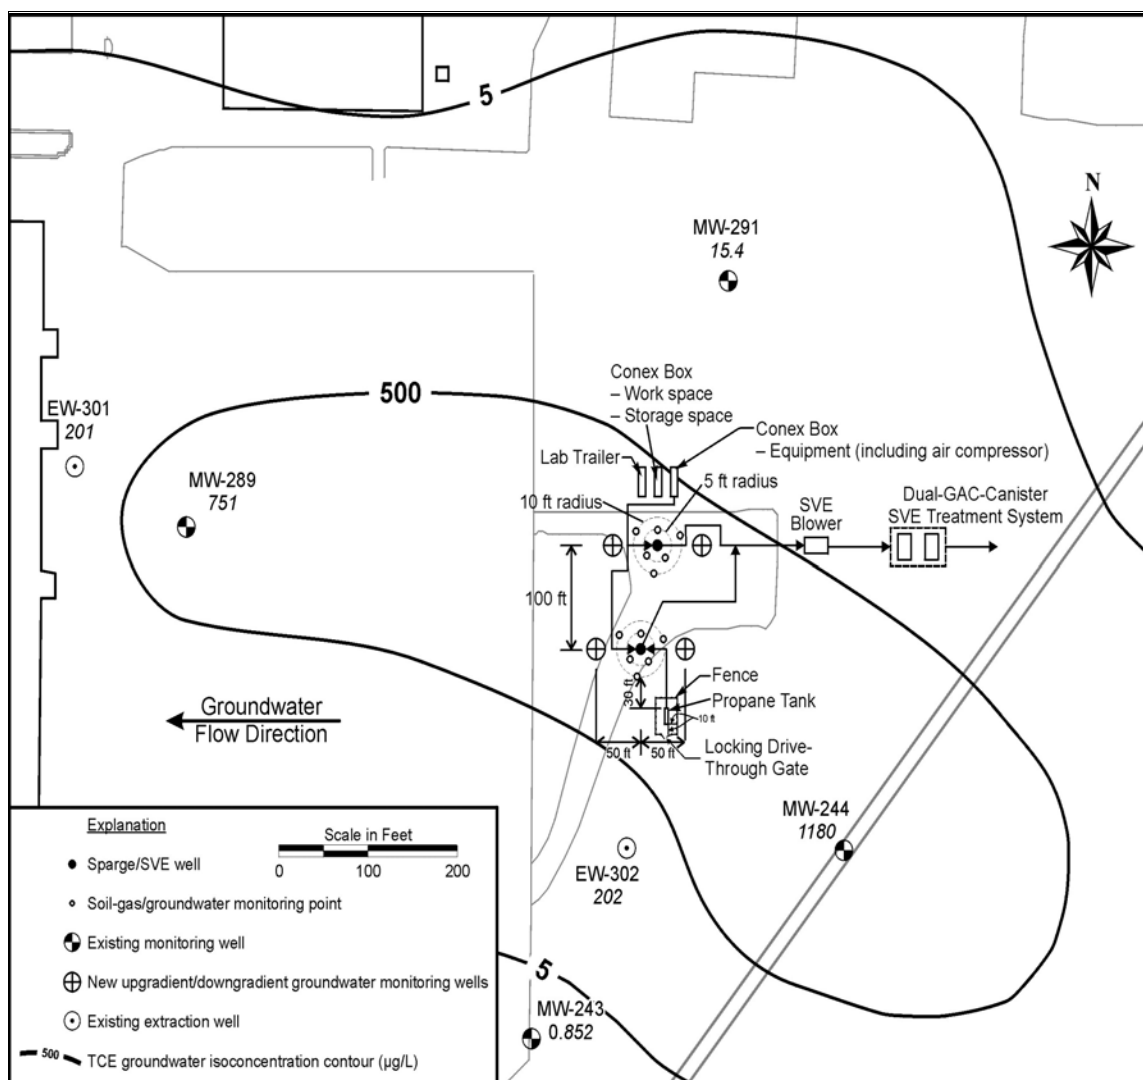 5
N
MW-291
15.4
Conex Box
– Work space
– Storage space
500
EW-301
201
Conex Box
– Equipment (including air compressor)
Lab Trailer
5 ft radius
MW-289
751
10 ft radius
SVE
Blower
Dual-GAC-Canister
SVE Treatment System
100 ft
30 ft
Fence
Propane Tank
10 ft
Groundwater
Flow Direction
50 ft
50 ft
Locking Drive-
Through Gate
MW-244
1180
EW-302
202
5
MW-243
0.852
Explanation
Scale in Feet
0
100
200
Sparge/SVE well
Soil-gas/groundwater monitoring point
Existing monitoring well
New upgradient/downgradient groundwater monitoring wells
Existing extraction well
500
TCE groundwater isoconcentration contour (µg/L)